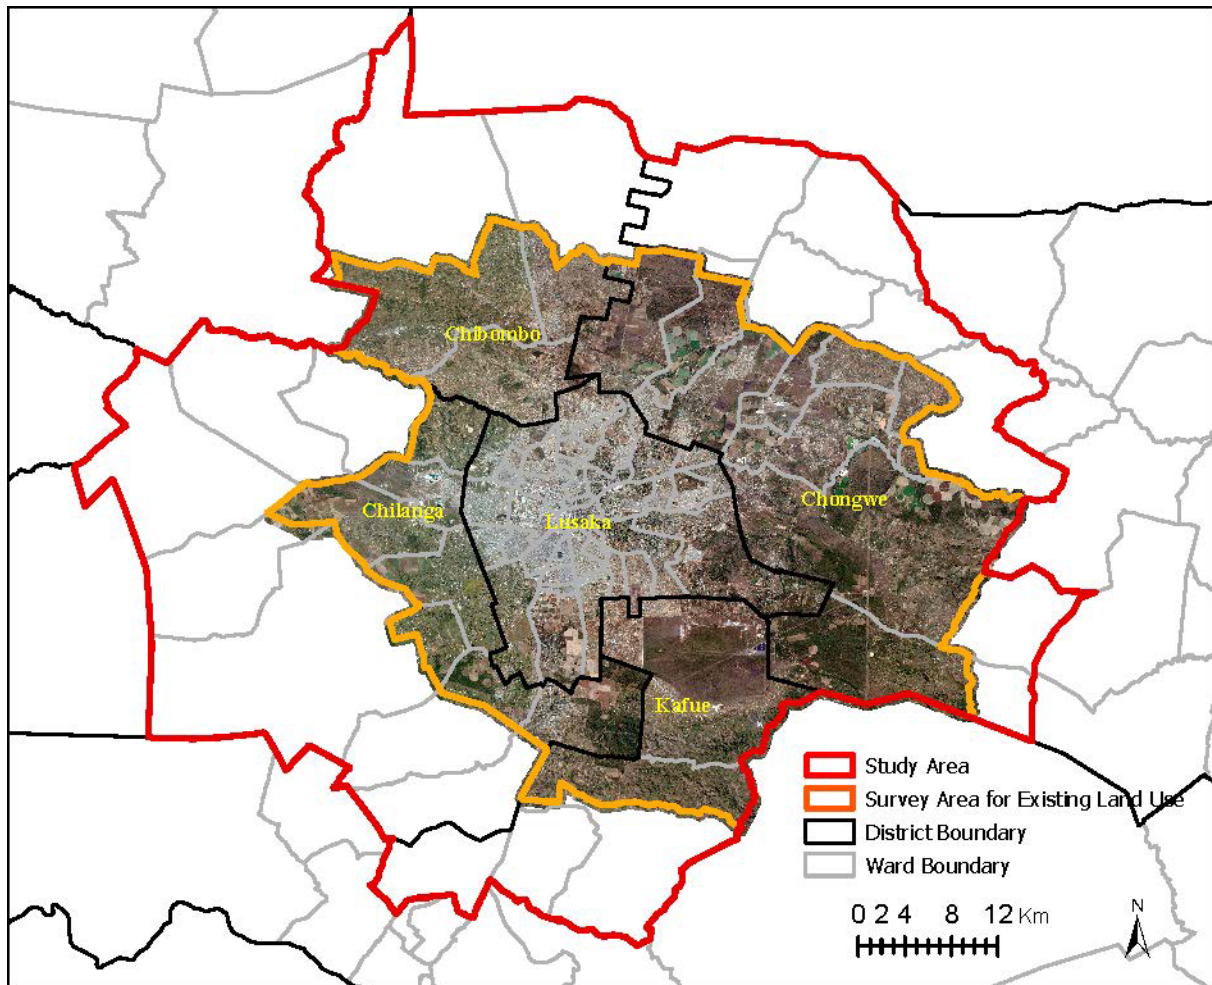 Chibombo
Chilanga
Lusaka
Chongwe
Kafue
Study Area
Survey Area for Existing Land Use
District Boundary
Ward Boundary
0 2 4 8 12 Km
N